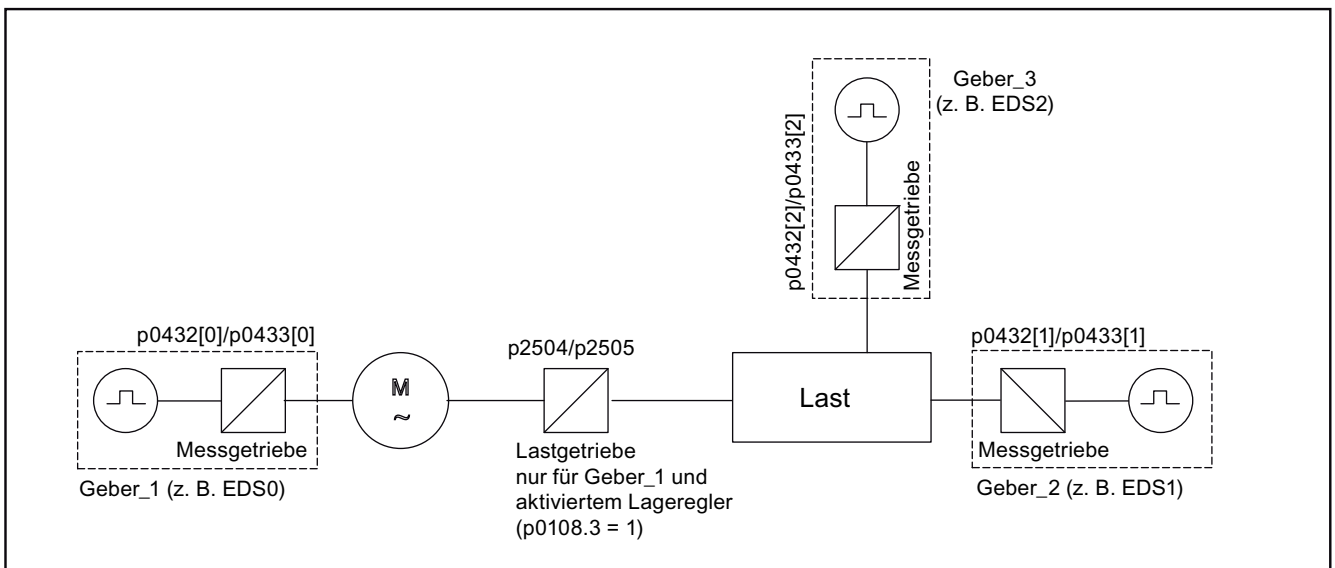 Geber_3
(z. B. EDS2)
p0432[2]/p0433[2]
Messgetriebe
p0432[0]/p0433[0]
M
~
Messgetriebe
Geber_1 (z. B. EDS0)
p2504/p2505
Lastgetriebe
nur für Geber_1 und
aktiviertem Lageregler
(p0108.3 = 1)
Last
p0432[1]/p0433[1]
Messgetriebe
Geber_2 (z. B. EDS1)